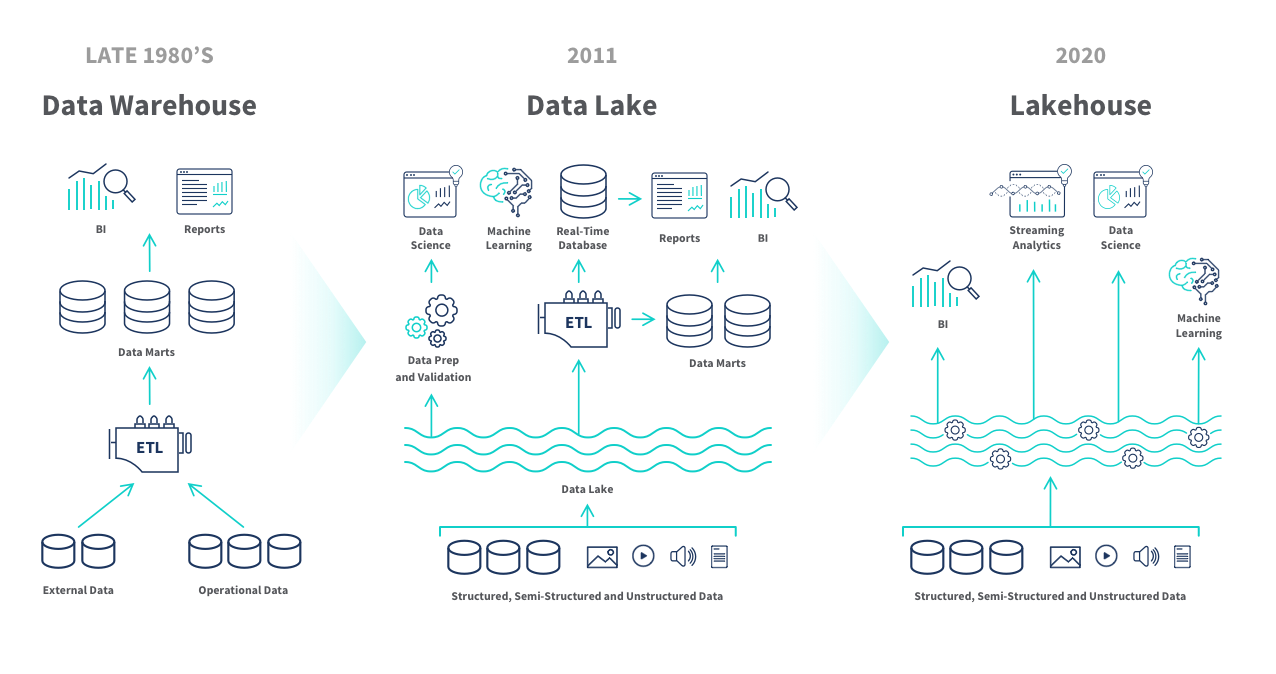 LATE 1980’S
Data Warehouse
BI
Reports
Data Marts
ETL
External Data
Operational Data
2011
Data Lake
Data
Science
Machine
Learning
Real-Time
Database
Reports
BI
Data Prep
and Validation
ETL
Data Marts
Data Lake
Structured, Semi-Structured and Unstructured Data
2020
Lakehouse
Streaming
Analytics
Data
Science
BI
Machine
Learning
Structured, Semi-Structured and Unstructured Data